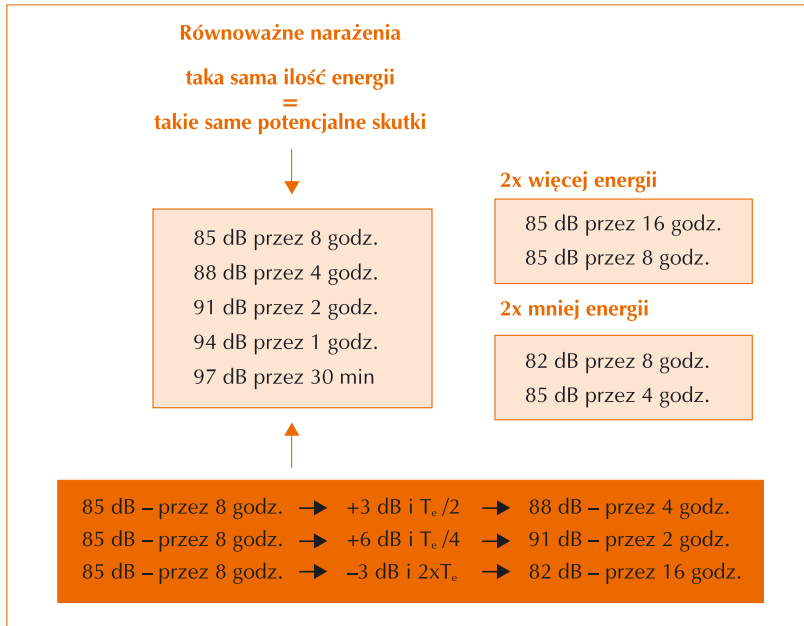 Równoważne narażenia
taka sama ilość energii
=
takie same potencjalne skutki
85 dB przez 8 godz.
88 dB przez 4 godz.
91 dB przez 2 godz.
94 dB przez 1 godz.
97 dB przez 30 min
2x więcej energii
85 dB przez 16 godz.
85 dB przez 8 godz.
2x mniej energii
82 dB przez 8 godz.
85 dB przez 4 godz.
85 dB – przez 8 godz. → +3 dB i Tₑ /2 → 88 dB – przez 4 godz.
85 dB – przez 8 godz. → +6 dB i Tₑ /4 → 91 dB – przez 2 godz.
85 dB – przez 8 godz. → –3 dB i 2xTₑ → 82 dB – przez 16 godz.